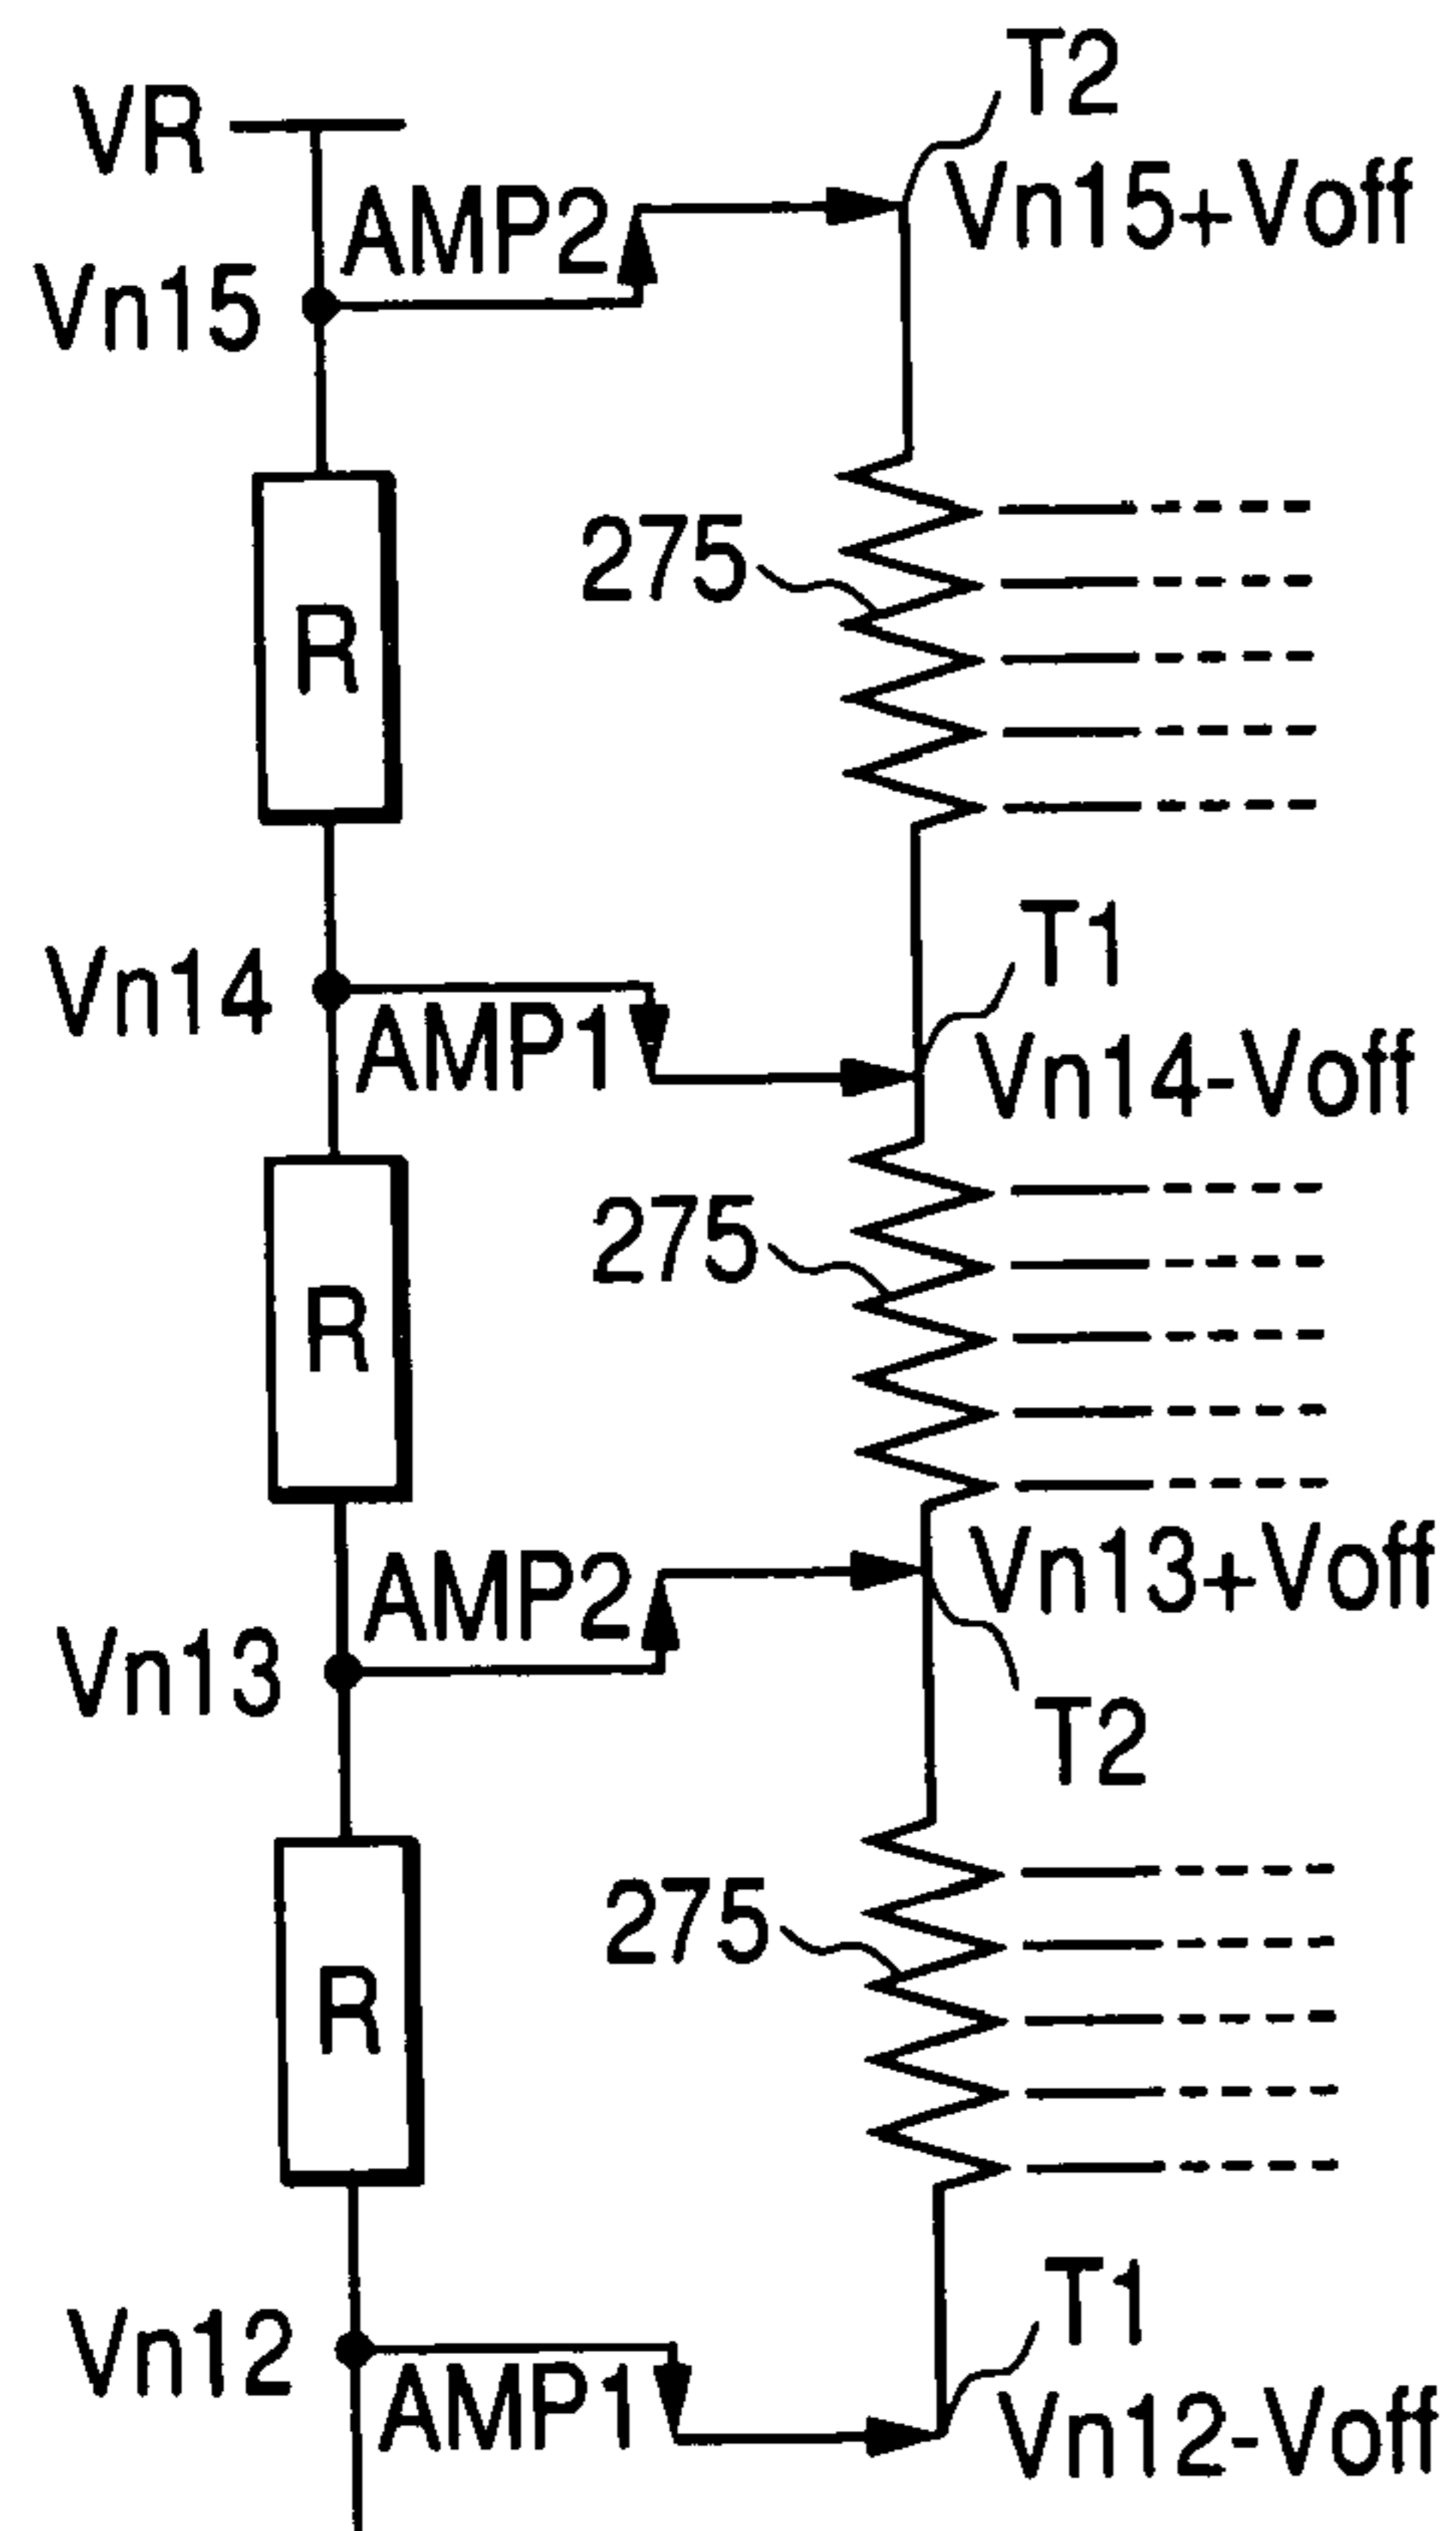 T2
VR
Vn15+Voff
AMP2
Vn15
275
R
T1
Vn14
AMP1
Vn14-Voff
275
R
AMP2
Vn13+Voff
Vn13
T2
275
R
T1
Vn12
AMP1
Vn12-Voff